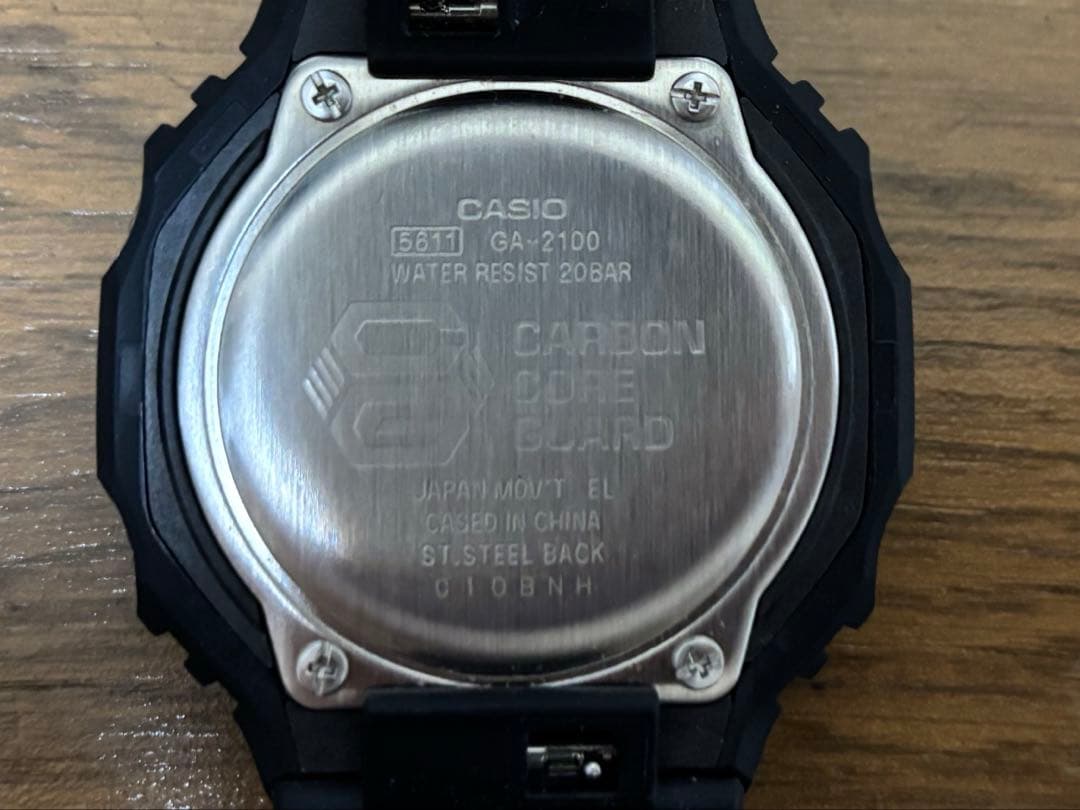 CASIO
5611 GA-2100
WATER RESIST 20BAR
CARBON
CORE
GUARD
JAPAN MOV'T EL
CASED IN CHINA
ST.STEEL BACK
010BNH